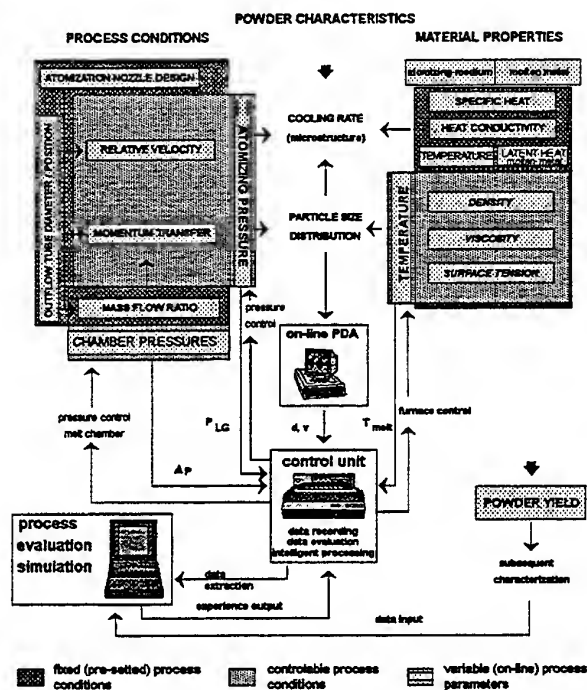 POWDER CHARACTERISTICS
PROCESS CONDITIONS
MATERIAL PROPERTIES
ATOMIZATION NOZZLE DESIGN
OUTFLOW TUBE DIAMETER / POSITION
RELATIVE VELOCITY
MOMENTUM TRANSFER
MASS FLOW RATIO
CHAMBER PRESSURES
ATOMIZING PRESSURE
COOLING RATE
(microstructure)
PARTICLE SIZE
DISTRIBUTION
atomizing medium
molten metal
SPECIFIC HEAT
HEAT CONDUCTIVITY
TEMPERATURE
LATENT HEAT
molten metal
TEMPERATURE
DENSITY
VISCOSITY
SURFACE TENSION
pressure
control
on-line PDA
pressure control
melt chamber
ΔP
P LG
d, v
T melt
furnace control
control unit
data recording
data evaluation
intelligent processing
POWDER YIELD
subsequent
characterization
process
evaluation
simulation
data
extraction
experience output
data input
fixed (pre-setted) process
conditions
controlable process
conditions
variable (on-line) process
parameters